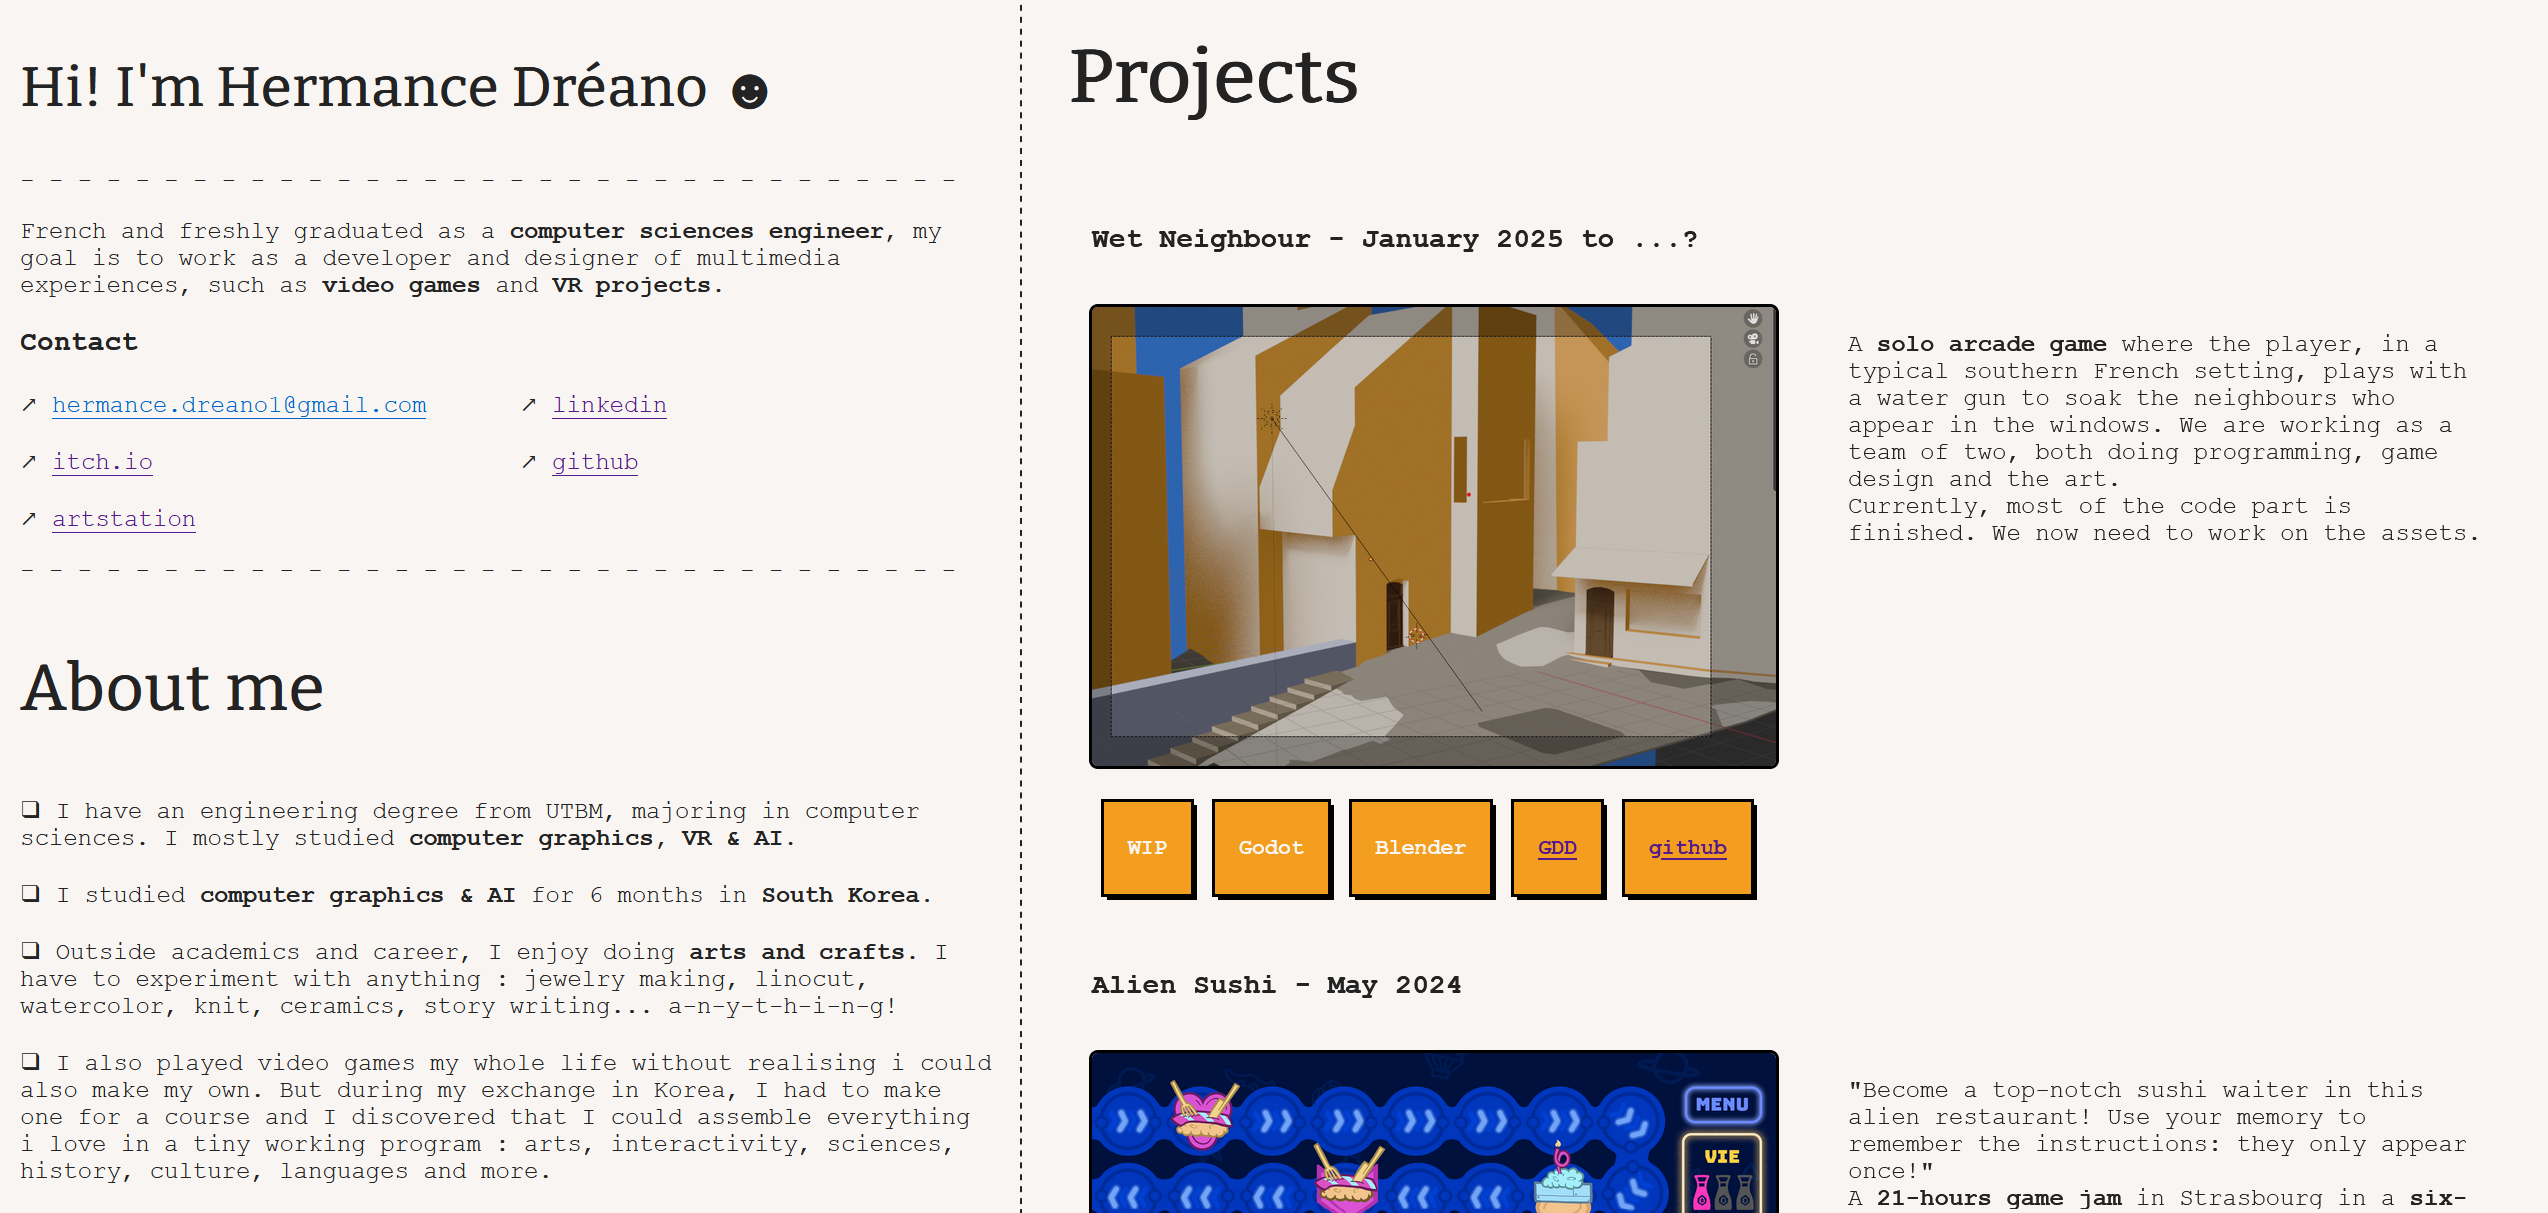 Hi! I'm Hermance Dréano ☻
- - - - - - - - - - - - - - - - - - - - - - - - - - - - - - - - -
French and freshly graduated as a computer sciences engineer, my
goal is to work as a developer and designer of multimedia
experiences, such as video games and VR projects.
Contact
↗ hermance.dreano1@gmail.com
↗ linkedin
↗ itch.io
↗ github
↗ artstation
- - - - - - - - - - - - - - - - - - - - - - - - - - - - - - - - -
About me
❏ I have an engineering degree from UTBM, majoring in computer
sciences. I mostly studied computer graphics, VR & AI.
❏ I studied computer graphics & AI for 6 months in South Korea.
❏ Outside academics and career, I enjoy doing arts and crafts. I
have to experiment with anything : jewelry making, linocut,
watercolor, knit, ceramics, story writing... a-n-y-t-h-i-n-g!
❏ I also played video games my whole life without realising i could
also make my own. But during my exchange in Korea, I had to make
one for a course and I discovered that I could assemble everything
i love in a tiny working program : arts, interactivity, sciences,
history, culture, languages and more.
Projects
Wet Neighbour - January 2025 to ...?
A solo arcade game where the player, in a
typical southern French setting, plays with
a water gun to soak the neighbours who
appear in the windows. We are working as a
team of two, both doing programming, game
design and the art.
Currently, most of the code part is
finished. We now need to work on the assets.
WIP
Godot
Blender
GDD
github
Alien Sushi - May 2024
MENU
VIE
"Become a top-notch sushi waiter in this
alien restaurant! Use your memory to
remember the instructions: they only appear
once!"
A 21-hours game jam in Strasbourg in a six-